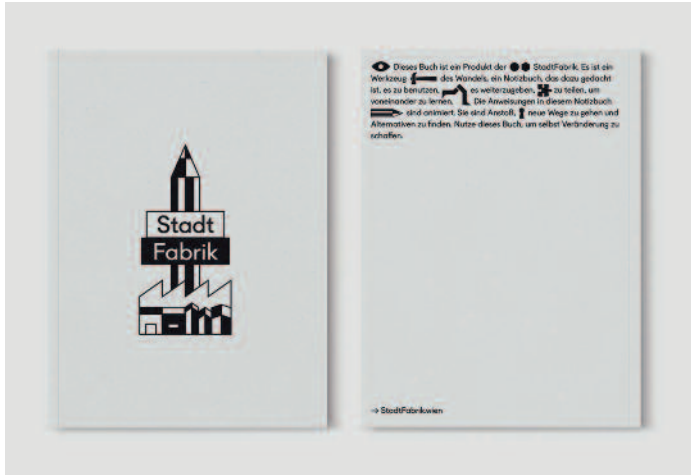 Stadt
Fabrik
Dieses Buch ist ein Produkt der StadtFabrik. Es ist ein
Werkzeug des Wandels, ein Notizbuch, das dazu gedacht
ist, es zu benutzen, es weiterzugeben, zu teilen, um
voneinander zu lernen. Die Anweisungen in diesem Notizbuch
sind animiert. Sie sind Anstoß, neue Wege zu gehen und
Alternativen zu finden. Nutze dieses Buch, um selbst Veränderung zu
schaffen.
→ StadtFabrik.wien